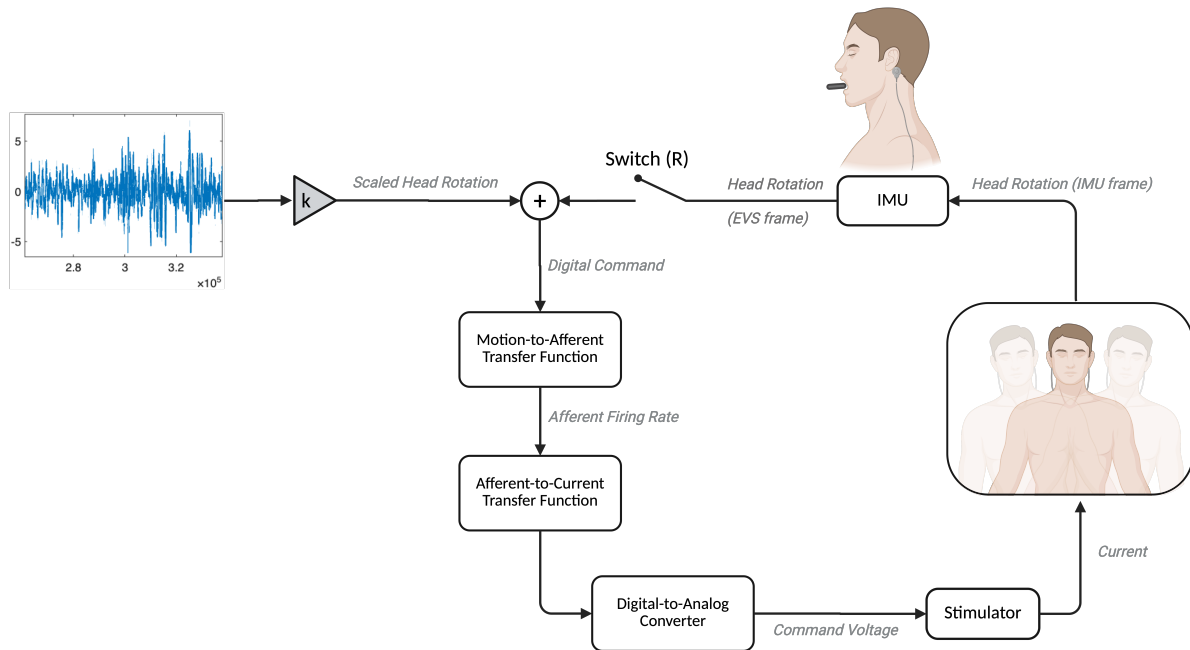 Switch (R)
5
0
-5
2.8
3
3.2
×10⁵
k
Scaled Head Rotation
+
Head Rotation
(EVS frame)
IMU
Head Rotation (IMU frame)
Digital Command
Motion-to-Afferent
Transfer Function
Afferent Firing Rate
Afferent-to-Current
Transfer Function
Current
Digital-to-Analog
Converter
Command Voltage
Stimulator